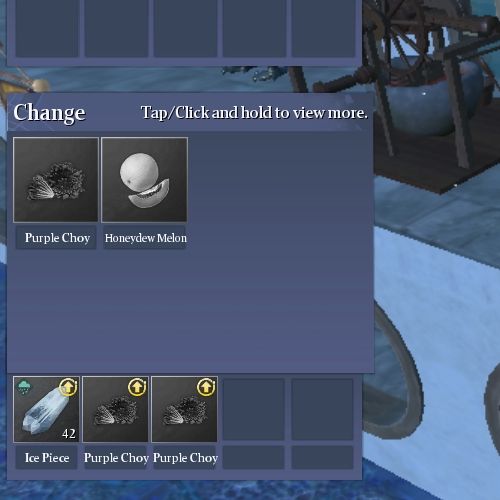 Change
Tap/Click and hold to view more.
Purple Choy
Honeydew Melon
42
Ice Piece
Purple Choy
Purple Choy